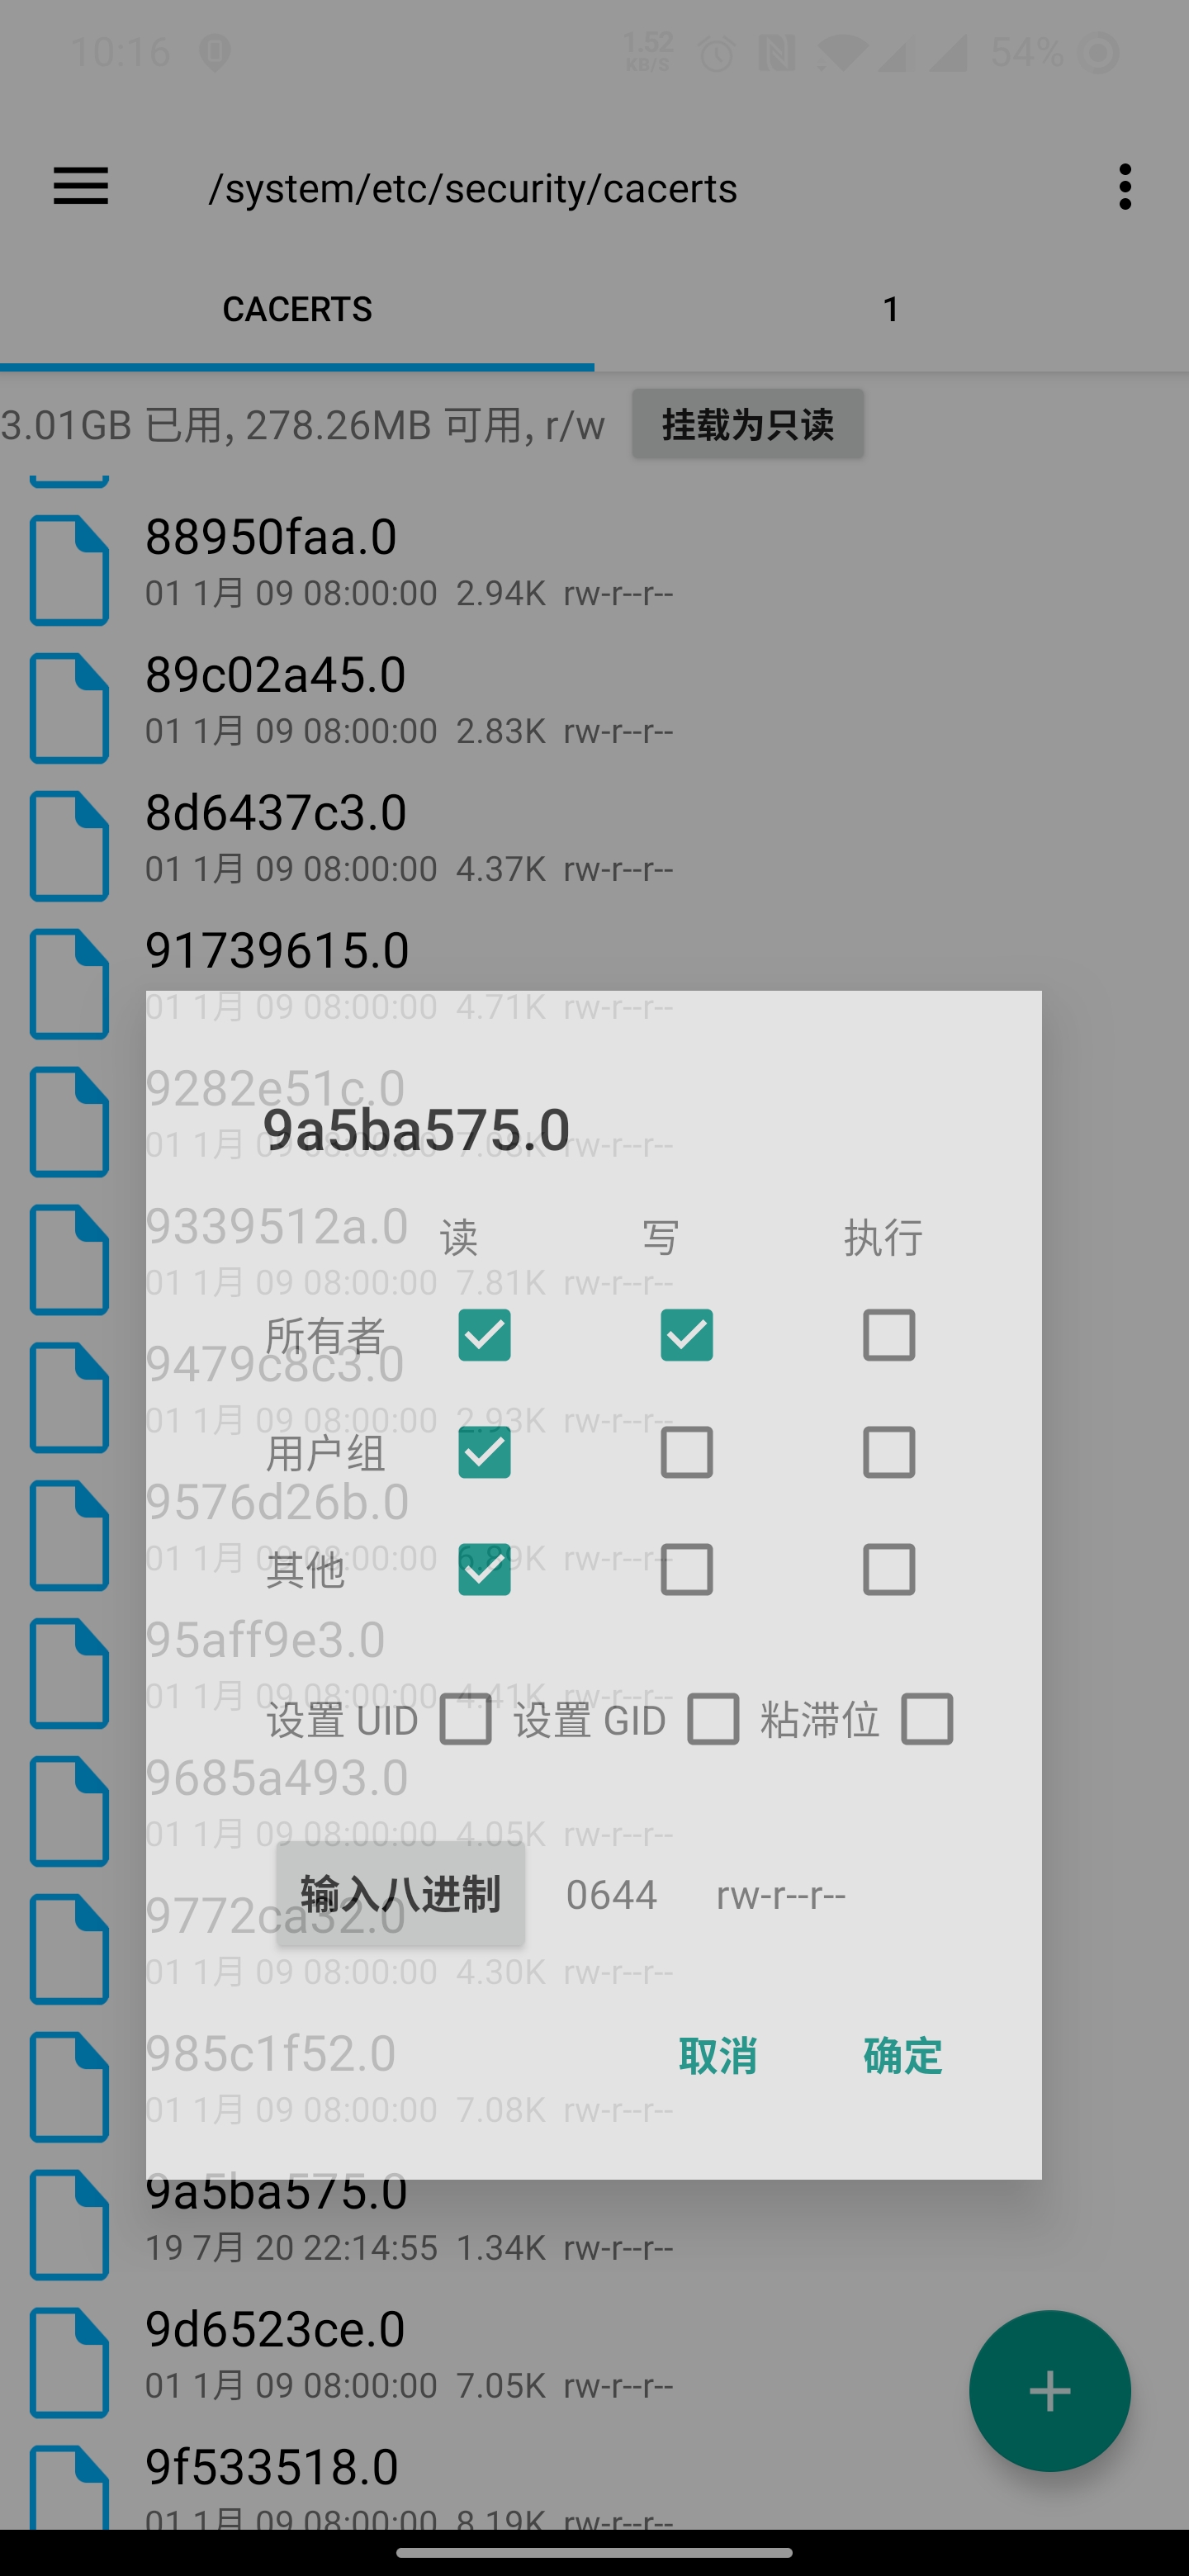 10:16 1.52 KB/S 54%
/system/etc/security/cacerts
CACERTS 1
3.01GB 已用, 278.26MB 可用, r/w 挂载为只读
88950faa.0
01 1月 09 08:00:00 2.94K rw-r--r--
89c02a45.0
01 1月 09 08:00:00 2.83K rw-r--r--
8d6437c3.0
01 1月 09 08:00:00 4.37K rw-r--r--
91739615.0
01 1月 09 08:00:00 4.71K rw-r--r--
9282e51c.0
9a5ba575.0
01 1月 09 08:00:00 7.08K rw-r--r--
9339512a.0
读 写 执行
01 1月 09 08:00:00 7.81K rw-r--r--
所有者
9479c8c3.0
01 1月 09 08:00:00 2.93K rw-r--r--
用户组
9576d26b.0
01 1月 09 08:00:00 6.89K rw-r--r--
其他
95aff9e3.0
01 1月 09 08:00:00 4.41K rw-r--r--
设置 UID 设置 GID 粘滞位
9685a493.0
01 1月 09 08:00:00 4.05K rw-r--r--
输入八进制 0644 rw-r--r--
9772ca32.0
01 1月 09 08:00:00 4.30K rw-r--r--
985c1f52.0
取消 确定
01 1月 09 08:00:00 7.08K rw-r--r--
9a5ba575.0
19 7月 20 22:14:55 1.34K rw-r--r--
9d6523ce.0
01 1月 09 08:00:00 7.05K rw-r--r--
9f533518.0
01 1月 09 08:00:00 8.19K rw-r--r--